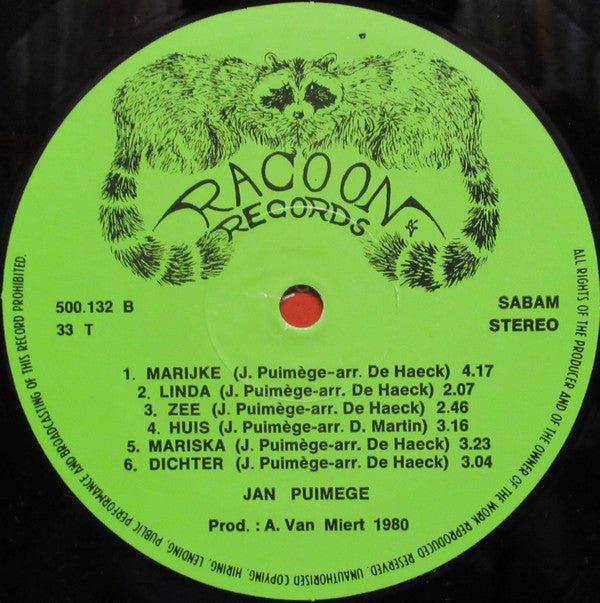 RACOON
RECORDS
500.132 B
33 T
SABAM
STEREO
1. MARIJKE (J. Puimège-arr. De Haeck) 4.17
2. LINDA (J. Puimège-arr. De Haeck) 2.07
3. ZEE (J. Puimège-arr. De Haeck) 2.46
4. HUIS (J. Puimège-arr. D. Martin) 3.16
5. MARISKA (J. Puimège-arr. De Haeck) 3.23
6. DICHTER (J. Puimège-arr. De Haeck) 3.04
JAN PUIMEGE
Prod. : A. Van Miert 1980
ALL RIGHTS OF THE PRODUCER AND OF THE OWNER OF THE WORK REPRODUCED RESERVED. UNAUTHORISED COPYING, HIRING, LENDING, PUBLIC PERFORMANCE AND BROADCASTING OF THIS RECORD PROHIBITED.